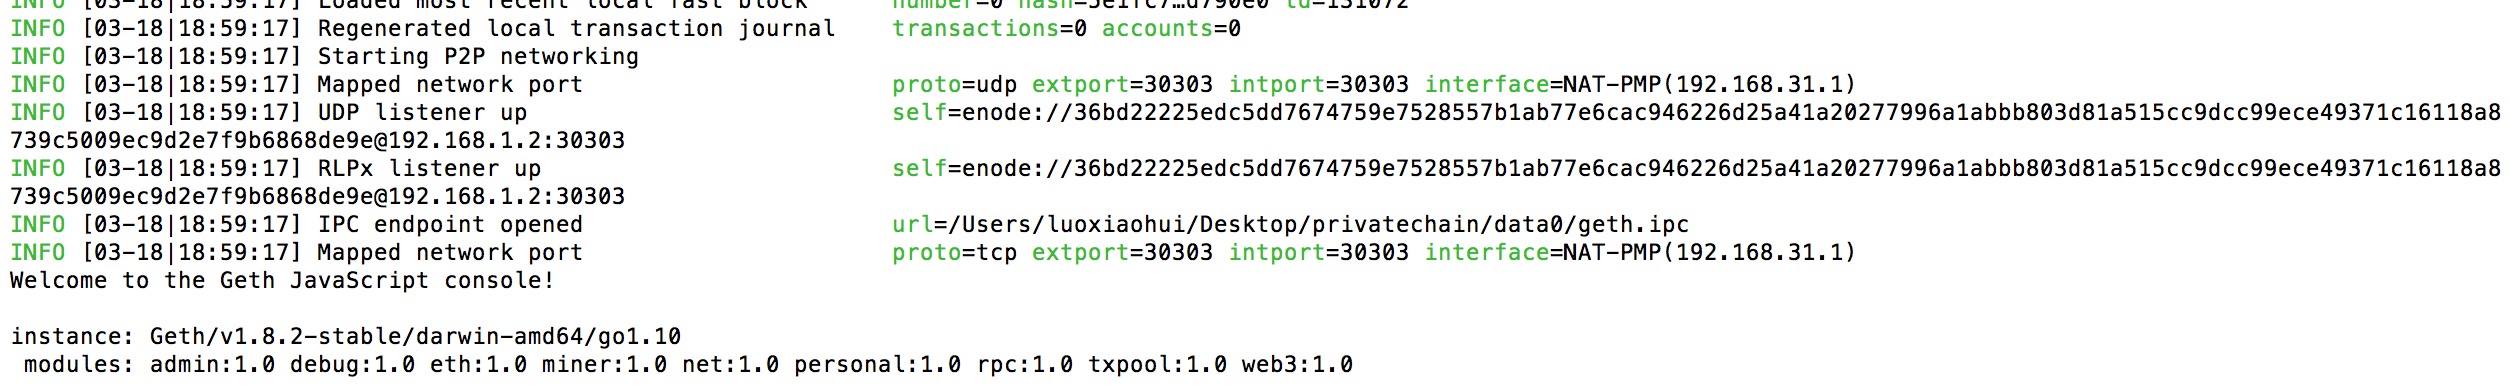 INFO [03-18|18:59:17] Loaded most recent local fast block      number=0 hash=5e1fc7…d790e0 td=131072
INFO [03-18|18:59:17] Regenerated local transaction journal    transactions=0 accounts=0
INFO [03-18|18:59:17] Starting P2P networking
INFO [03-18|18:59:17] Mapped network port                      proto=udp extport=30303 intport=30303 interface=NAT-PMP(192.168.31.1)
INFO [03-18|18:59:17] UDP listener up                          self=enode://36bd22225edc5dd7674759e7528557b1ab77e6cac946226d25a41a20277996a1abbb803d81a515cc9dcc99ece49371c16118a8
739c5009ec9d2e7f9b6868de9e@192.168.1.2:30303
INFO [03-18|18:59:17] RLPx listener up                         self=enode://36bd22225edc5dd7674759e7528557b1ab77e6cac946226d25a41a20277996a1abbb803d81a515cc9dcc99ece49371c16118a8
739c5009ec9d2e7f9b6868de9e@192.168.1.2:30303
INFO [03-18|18:59:17] IPC endpoint opened                      url=/Users/luoxiaohui/Desktop/privatechain/data0/geth.ipc
INFO [03-18|18:59:17] Mapped network port                      proto=tcp extport=30303 intport=30303 interface=NAT-PMP(192.168.31.1)
Welcome to the Geth JavaScript console!
instance: Geth/v1.8.2-stable/darwin-amd64/go1.10
modules: admin:1.0 debug:1.0 eth:1.0 miner:1.0 net:1.0 personal:1.0 rpc:1.0 txpool:1.0 web3:1.0